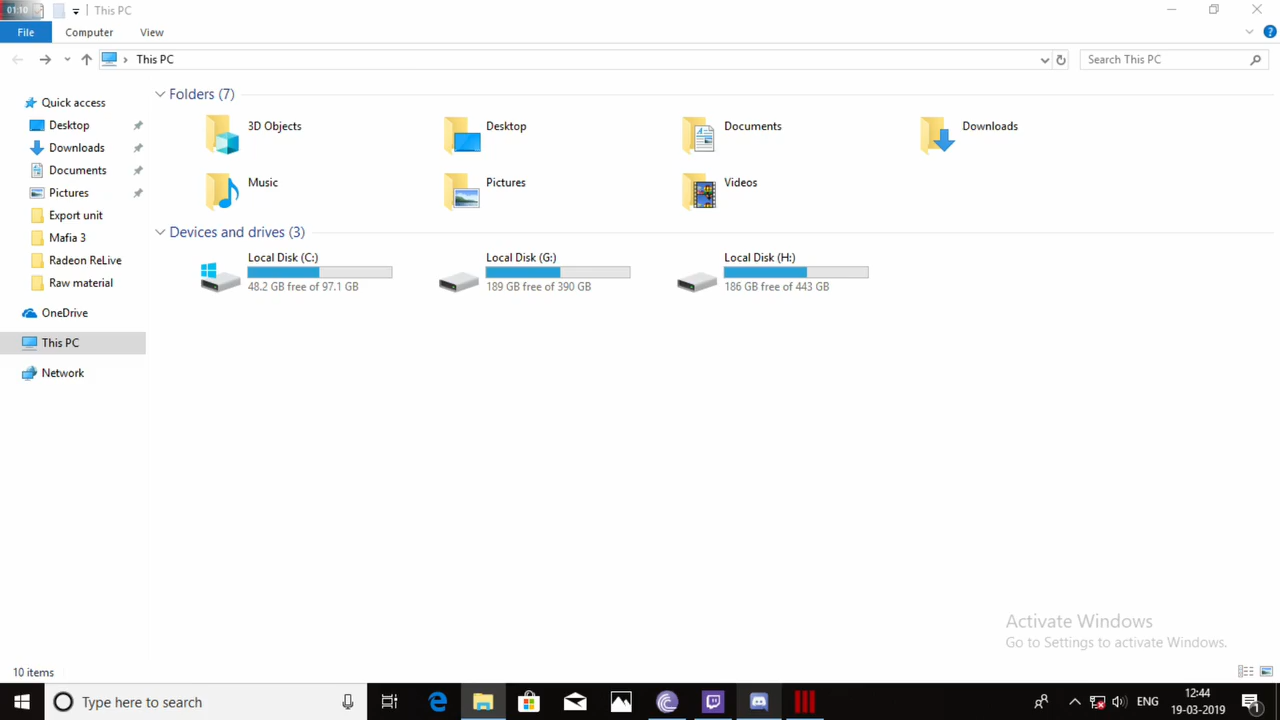 01:10
This PC
File Computer View
This PC
Search This PC
Quick access
Desktop
Downloads
Documents
Pictures
Export unit
Mafia 3
Radeon ReLive
Raw material
OneDrive
This PC
Network
Folders (7)
3D Objects
Desktop
Documents
Downloads
Music
Pictures
Videos
Devices and drives (3)
Local Disk (C:)
48.2 GB free of 97.1 GB
Local Disk (G:)
189 GB free of 390 GB
Local Disk (H:)
186 GB free of 443 GB
Activate Windows
Go to Settings to activate Windows.
10 items
Type here to search
ENG
12:44
19-03-2019
1